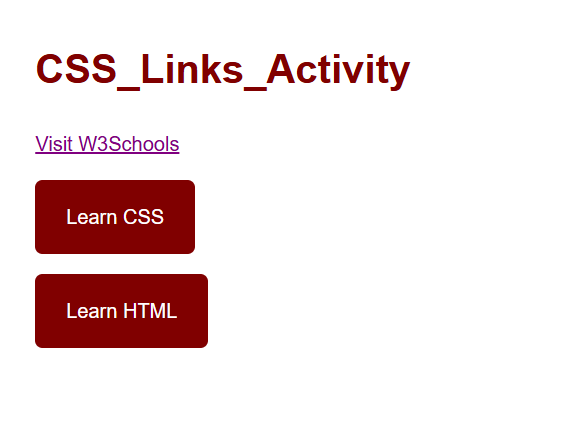 CSS_Links_Activity
Visit W3Schools
Learn CSS
Learn HTML